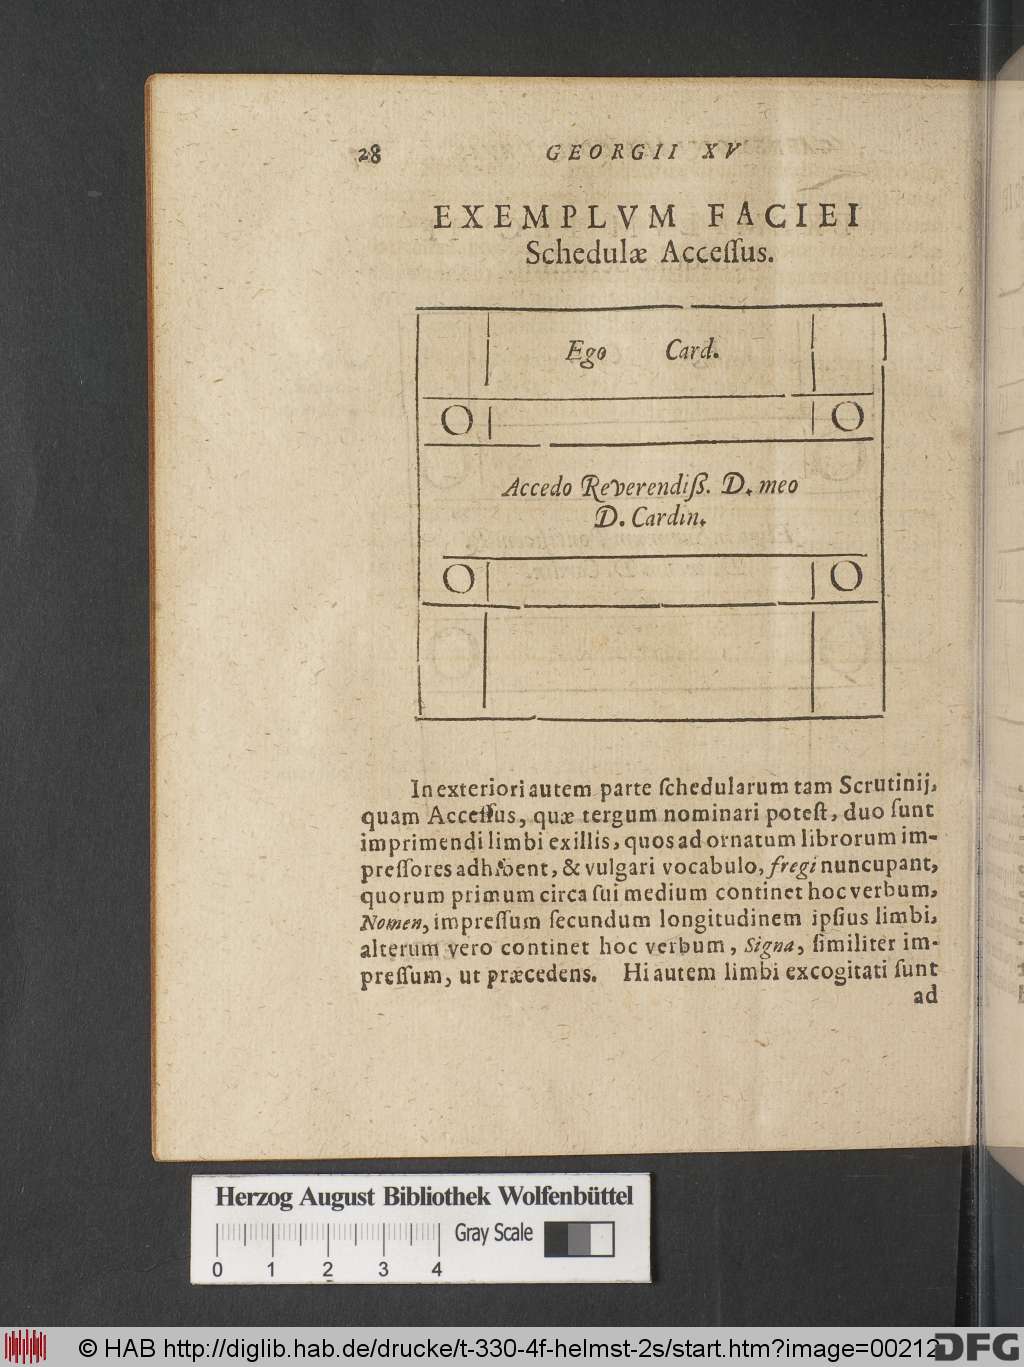 28 GEORGII XV
EXEMPLVM FACIEI
Schedulæ Acceſſus.
Ego Card.
Accedo Reverendiß. D. meo
D. Cardin.
In exteriori autem parte ſchedularum tam Scrutinij,
quam Acceſſus, quæ tergum nominari poteſt, duo ſunt
imprimendi limbi exillis, quos ad ornatum librorum im-
preſſores adhibent, & vulgari vocabulo, fregi nuncupant,
quorum primum circa ſui medium continet hoc verbum,
Nomen, impreſſum ſecundum longitudinem ipſius limbi,
alterum vero continet hoc verbum, Signa, ſimiliter im-
preſſum, ut præcedens. Hi autem limbi excogitati ſunt
ad
Herzog August Bibliothek Wolfenbüttel
Gray Scale
0 1 2 3 4
© HAB http://diglib.hab.de/drucke/t-330-4f-helmst-2s/start.htm?image=00212
DFG